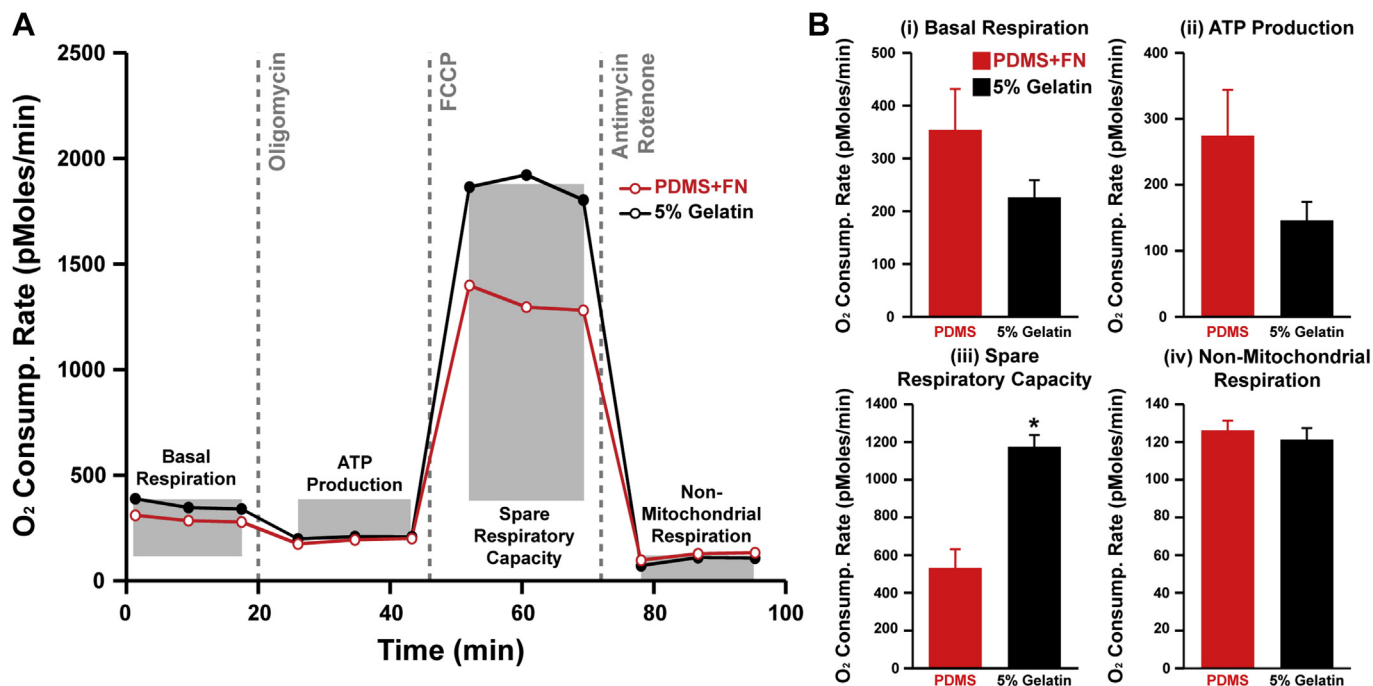 A
O₂ Consump. Rate (pMoles/min)
2500
2000
1500
1000
500
0
Oligomycin
FCCP
Antimycin
Rotenone
PDMS+FN
5% Gelatin
Basal
Respiration
ATP
Production
Spare
Respiratory
Capacity
Non-
Mitochondrial
Respiration
0
20
40
60
80
100
Time (min)
B
(i) Basal Respiration
O₂ Consump. Rate (pMoles/min)
500
400
300
200
100
0
PDMS+FN
5% Gelatin
PDMS
5% Gelatin
(ii) ATP Production
O₂ Consump. Rate (pMoles/min)
400
300
200
100
0
PDMS
5% Gelatin
(iii) Spare
Respiratory Capacity
O₂ Consump. Rate (pMoles/min)
1400
1200
1000
800
600
400
200
0
*
PDMS
5% Gelatin
(iv) Non-Mitochondrial
Respiration
O₂ Consump. Rate (pMoles/min)
140
120
100
80
60
40
20
0
PDMS
5% Gelatin